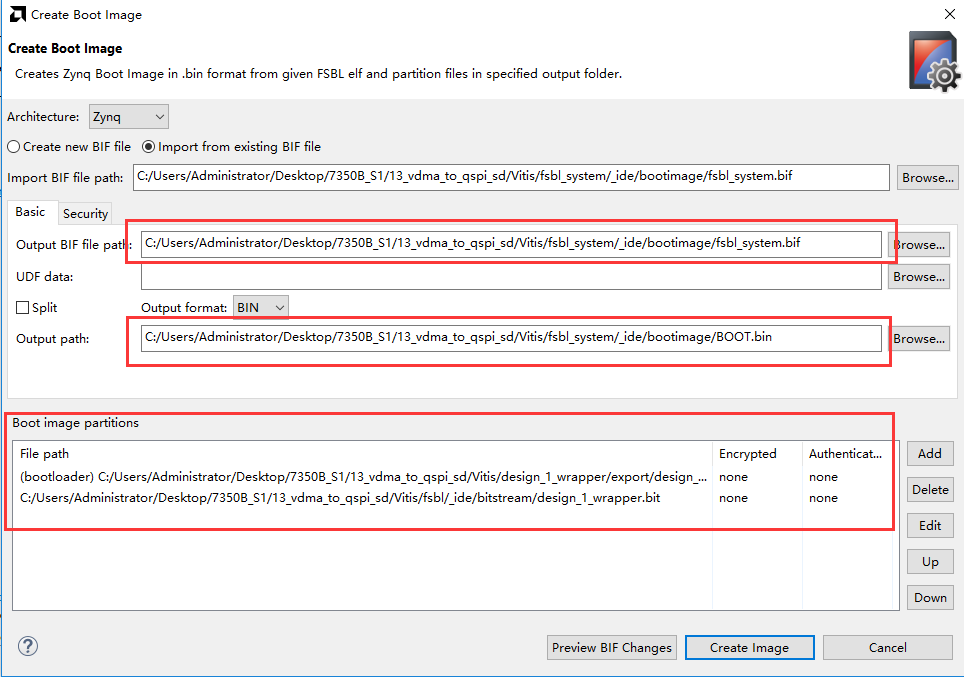 Create Boot Image
Create Boot Image
Creates Zynq Boot Image in .bin format from given FSBL elf and partition files in specified output folder.
Architecture: Zynq
Create new BIF file Import from existing BIF file
Import BIF file path: C:/Users/Administrator/Desktop/7350B_S1/13_vdma_to_qspi_sd/Vitis/fsbl_system/_ide/bootimage/fsbl_system.bif Browse...
Basic Security
Output BIF file path: C:/Users/Administrator/Desktop/7350B_S1/13_vdma_to_qspi_sd/Vitis/fsbl_system/_ide/bootimage/fsbl_system.bif Browse...
UDF data: Browse...
Split Output format: BIN
Output path: C:/Users/Administrator/Desktop/7350B_S1/13_vdma_to_qspi_sd/Vitis/fsbl_system/_ide/bootimage/BOOT.bin Browse...
Boot image partitions
File path Encrypted Authenticat... Add
(bootloader) C:/Users/Administrator/Desktop/7350B_S1/13_vdma_to_qspi_sd/Vitis/design_1_wrapper/export/design_... none none
C:/Users/Administrator/Desktop/7350B_S1/13_vdma_to_qspi_sd/Vitis/fsbl/_ide/bitstream/design_1_wrapper.bit none none
Delete
Edit
Up
Down
? Preview BIF Changes Create Image Cancel